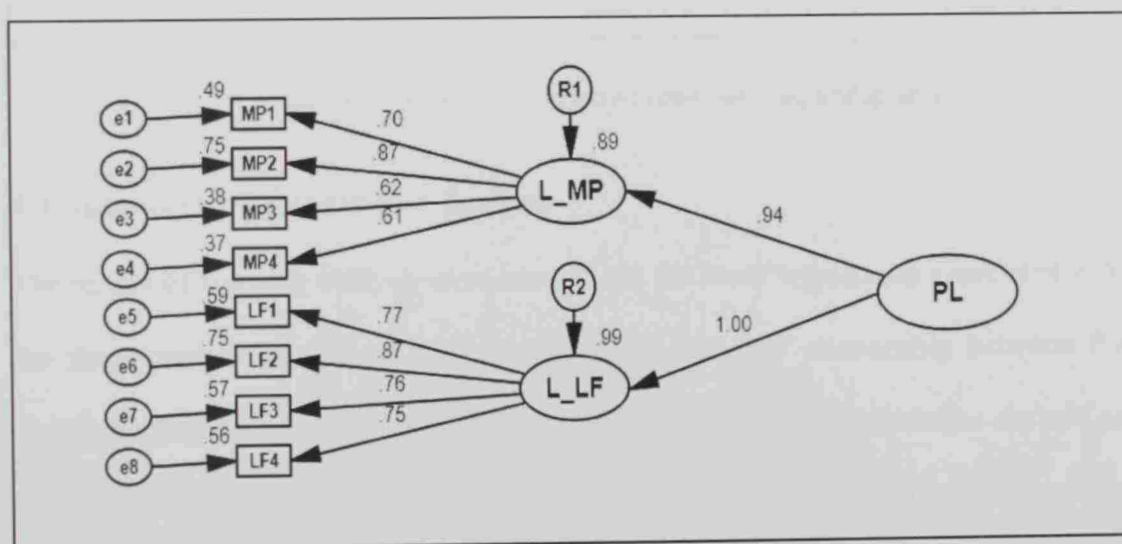 R1
.49
e1
MP1
.70
.89
.75
e2
MP2
.87
L_MP
.38
.62
e3
MP3
.61
.94
.37
e4
MP4
R2
PL
.59
e5
LF1
.77
1.00
.99
.75
e6
LF2
.87
L_LF
.57
.76
e7
LF3
.75
.56
e8
LF4